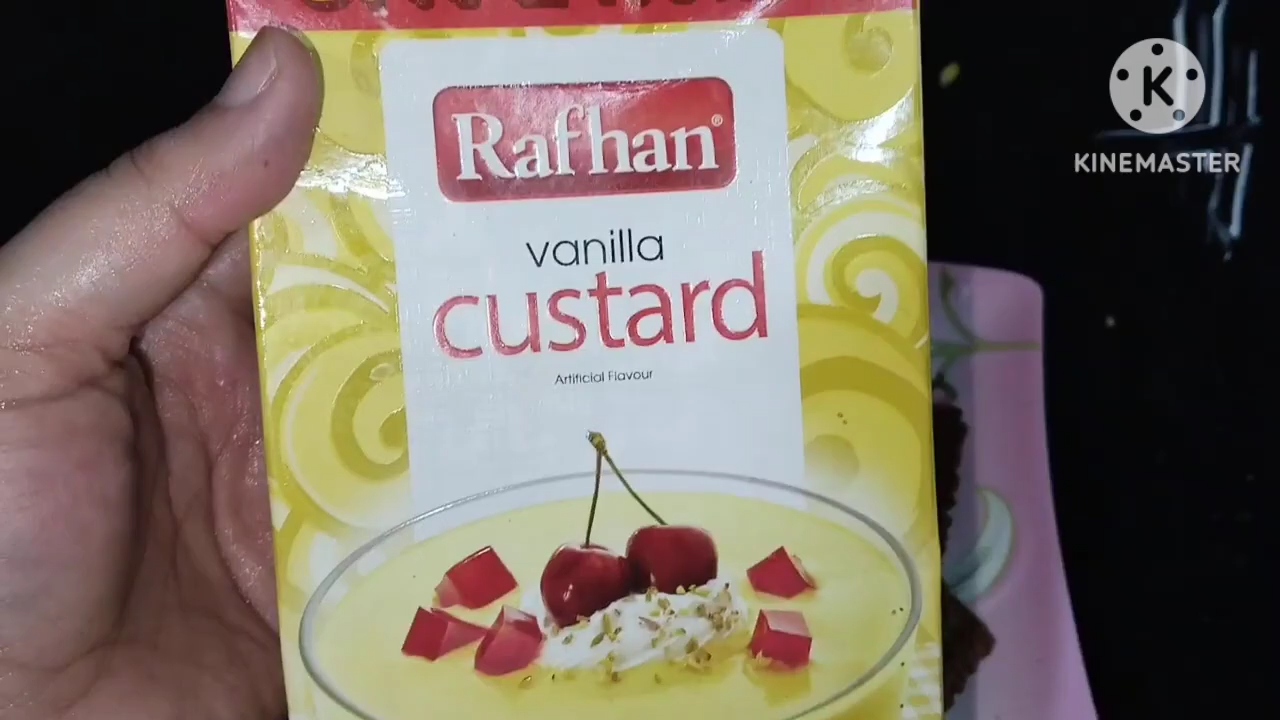 Rafhan®
vanilla
custard
Artificial Flavour
K
KINEMASTER